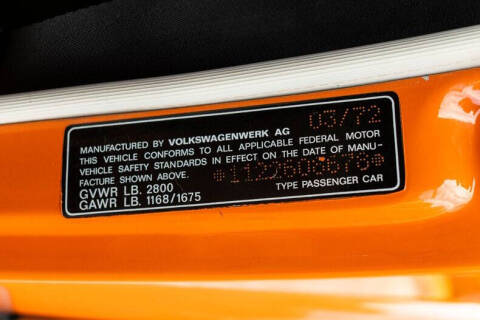 03/72
MANUFACTURED BY VOLKSWAGENWERK AG
THIS VEHICLE CONFORMS TO ALL APPLICABLE FEDERAL MOTOR
VEHICLE SAFETY STANDARDS IN EFFECT ON THE DATE OF MANU-
FACTURE SHOWN ABOVE.
GVWR LB. 2800
GAWR LB. 1168/1675
TYPE PASSENGER CAR